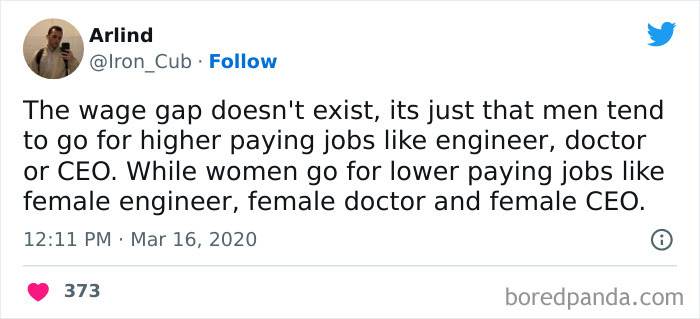 Arlind
@Iron_Cub · Follow
The wage gap doesn't exist, its just that men tend
to go for higher paying jobs like engineer, doctor
or CEO. While women go for lower paying jobs like
female engineer, female doctor and female CEO.
12:11 PM · Mar 16, 2020
373
boredpanda.com